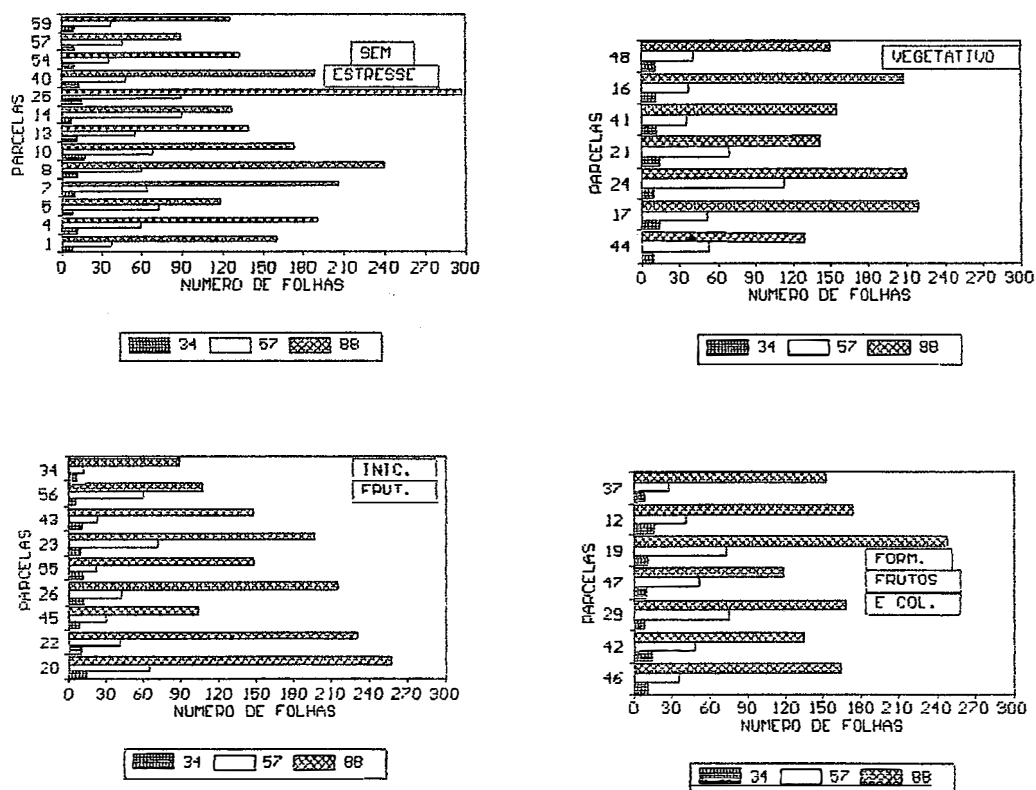 SEM
ESTRESSE
PARCELAS
59
57
54
40
25
14
13
10
8
7
5
4
1
0 30 60 90 120 150 180 210 240 270 300
NUMERO DE FOLHAS
34 57 88
VEGETATIVO
PARCELAS
48
16
41
21
24
17
44
0 30 60 90 120 150 180 210 240 270 300
NUMERO DE FOLHAS
34 57 88
INIC.
FRUT.
PARCELAS
34
56
43
23
55
26
45
22
20
0 30 60 90 120 150 180 210 240 270 300
NUMERO DE FOLHAS
34 57 88
FORM.
FRUTOS
E COL.
PARCELAS
37
12
19
47
29
42
46
0 30 60 90 120 150 180 210 240 270 300
NUMERO DE FOLHAS
34 57 88